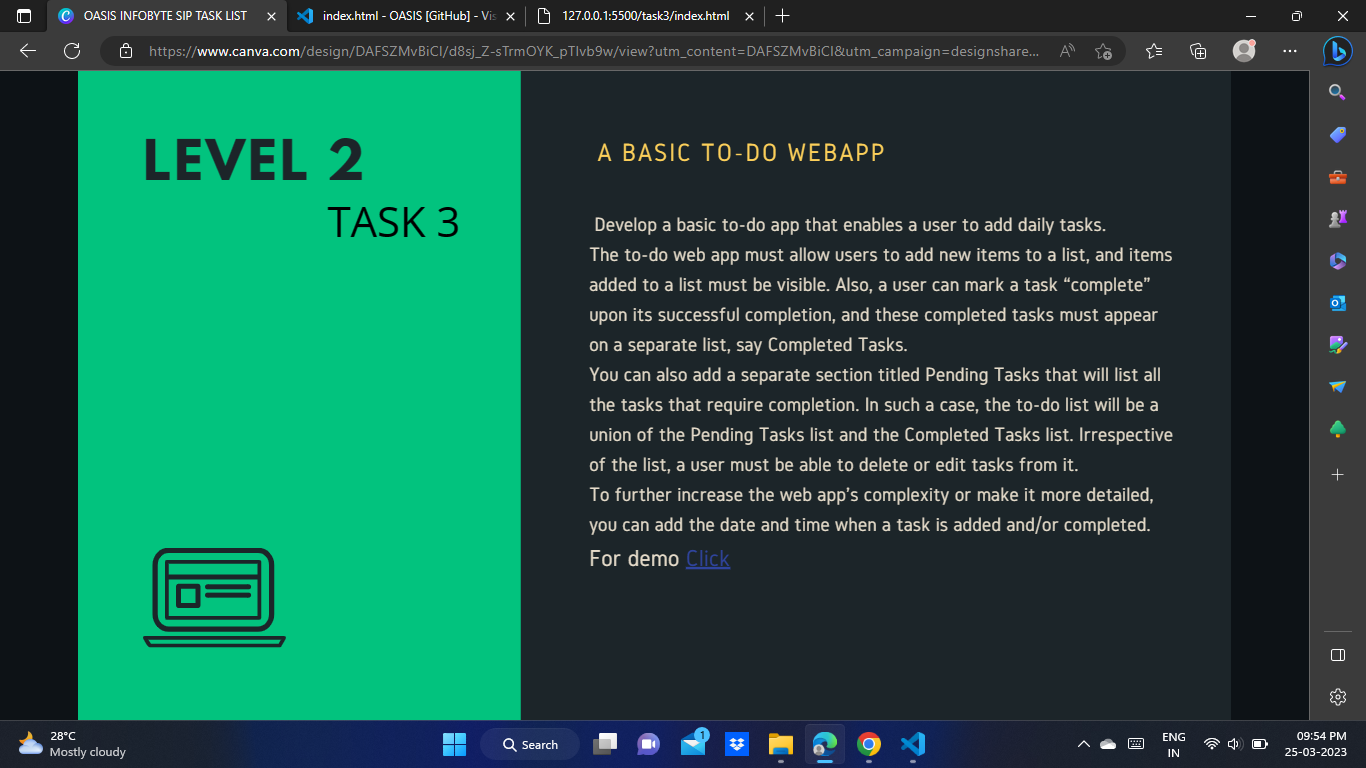 OASIS INFOBYTE SIP TASK LIST
index.html - OASIS [GitHub] - Vis
127.0.0.1:5500/task3/index.html
https://www.canva.com/design/DAFSZMvBiCI/d8sj_Z-sTrmOYK_pTIvb9w/view?utm_content=DAFSZMvBiCI&utm_campaign=designshare...
LEVEL 2
TASK 3
A BASIC TO-DO WEBAPP
Develop a basic to-do app that enables a user to add daily tasks.
The to-do web app must allow users to add new items to a list, and items
added to a list must be visible. Also, a user can mark a task “complete”
upon its successful completion, and these completed tasks must appear
on a separate list, say Completed Tasks.
You can also add a separate section titled Pending Tasks that will list all
the tasks that require completion. In such a case, the to-do list will be a
union of the Pending Tasks list and the Completed Tasks list. Irrespective
of the list, a user must be able to delete or edit tasks from it.
To further increase the web app’s complexity or make it more detailed,
you can add the date and time when a task is added and/or completed.
For demo Click
28°C
Mostly cloudy
Search
1
ENG
IN
09:54 PM
25-03-2023